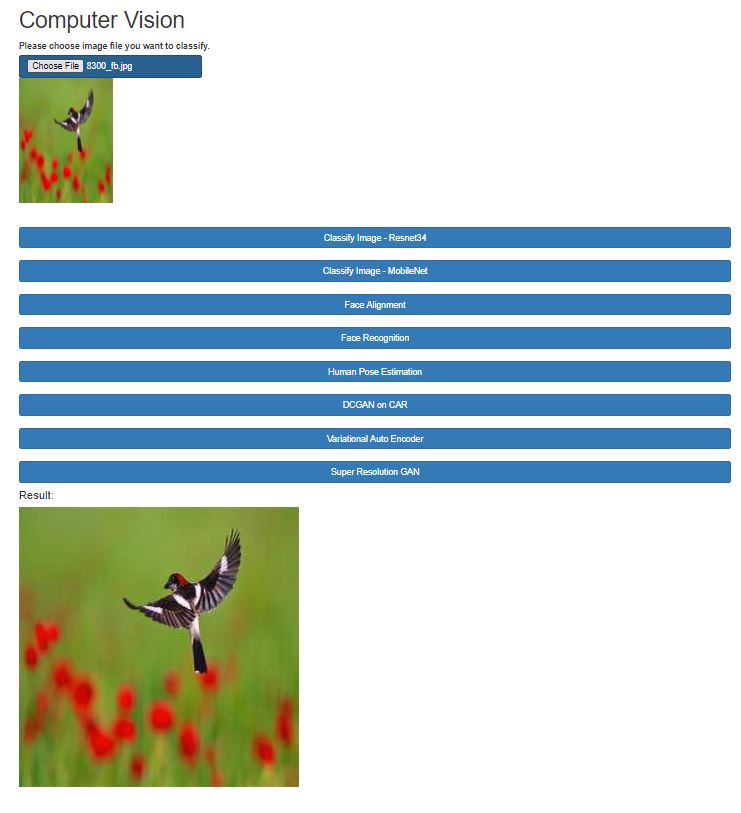 Computer Vision
Please choose image file you want to classify.
Choose File 8300_fb.jpg
Classify Image - Resnet34
Classify Image - MobileNet
Face Alignment
Face Recognition
Human Pose Estimation
DCGAN on CAR
Variational Auto Encoder
Super Resolution GAN
Result: